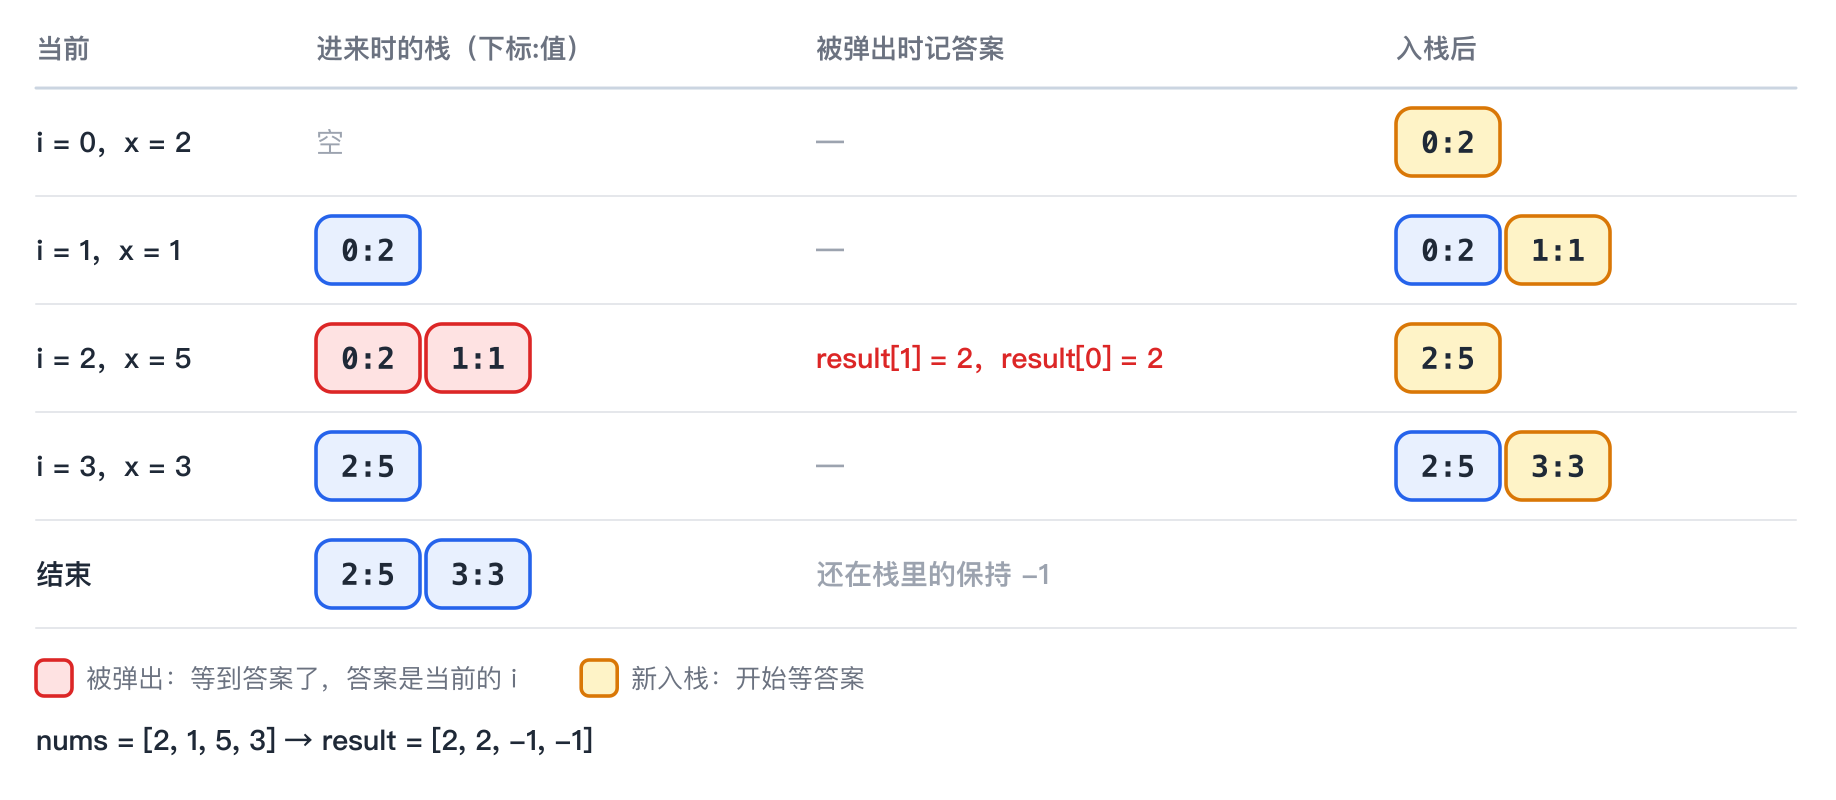 当前 进来时的栈（下标:值） 被弹出时记答案 入栈后
i = 0，x = 2 空 — 0:2
i = 1，x = 1 0:2 — 0:2 1:1
i = 2，x = 5 0:2 1:1 result[1] = 2，result[0] = 2 2:5
i = 3，x = 3 2:5 — 2:5 3:3
结束 2:5 3:3 还在栈里的保持 −1
被弹出：等到答案了，答案是当前的 i 新入栈：开始等答案
nums = [2, 1, 5, 3] → result = [2, 2, −1, −1]